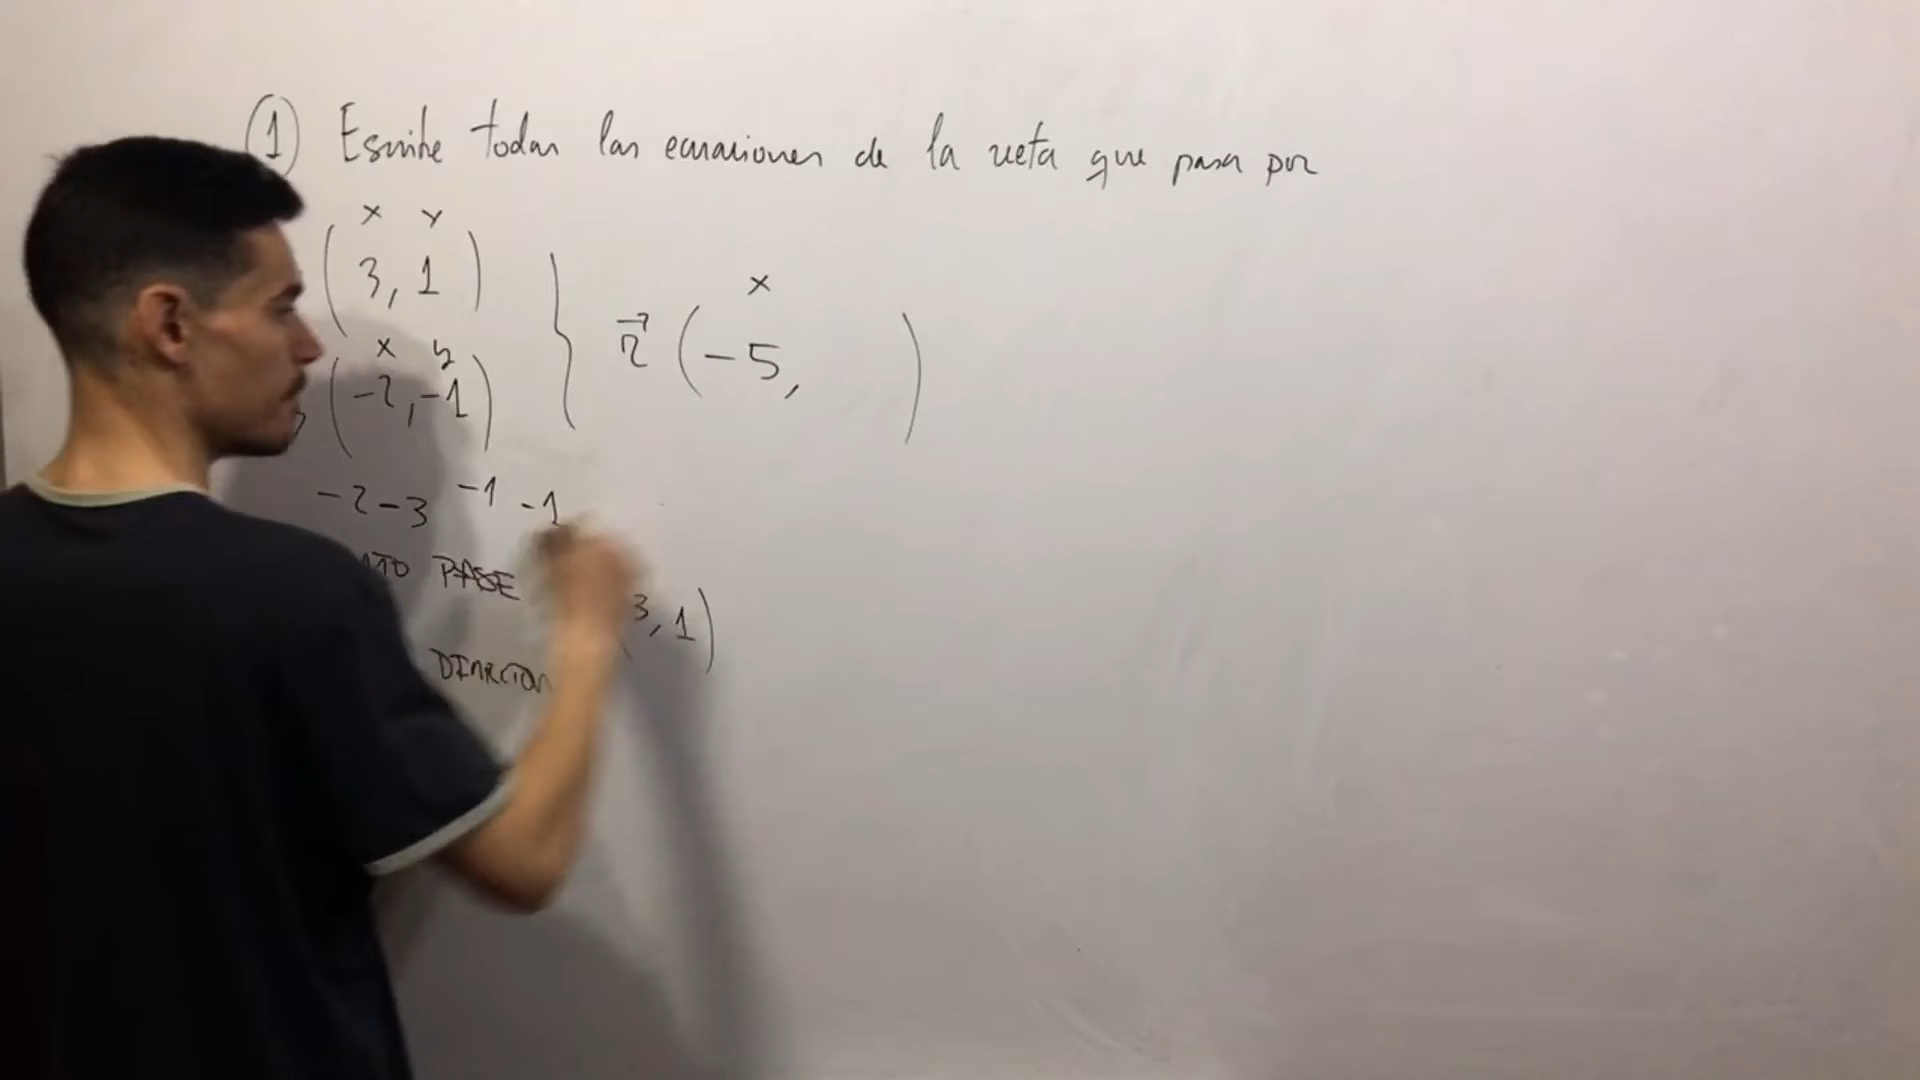 ① Escribe todas las ecuaciones de la recta que pasa por
x y
(3, 1)
x
r⃗ (-5, )
x y
(-2, -1)
-2-3 -1 -1
PASE
3, 1)